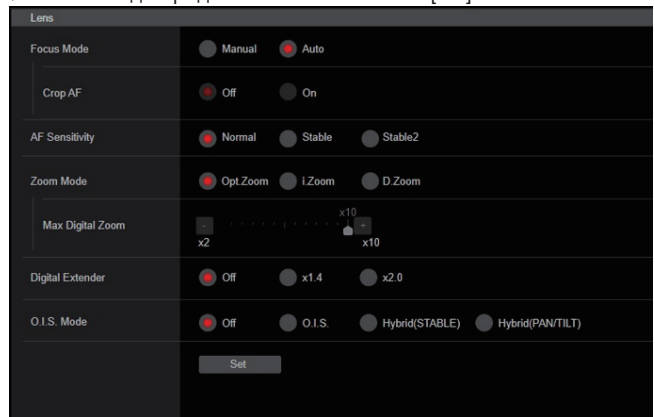 Lens
Focus Mode Manual Auto
Crop AF Off On
AF Sensitivity Normal Stable Stable2
Zoom Mode Opt.Zoom i.Zoom D.Zoom
x10
Max Digital Zoom - +
x2 x10
Digital Extender Off x1.4 x2.0
O.I.S. Mode Off O.I.S. Hybrid(STABLE) Hybrid(PAN/TILT)
Set